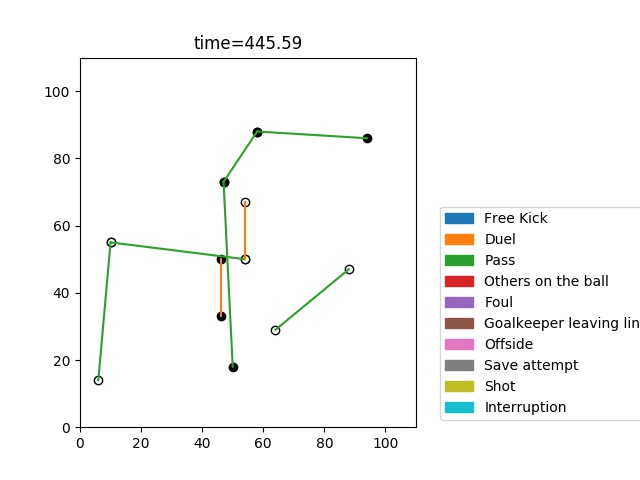 time=445.59
100
80
60
40
20
0
0 20 40 60 80 100
Free Kick
Duel
Pass
Others on the ball
Foul
Goalkeeper leaving lin
Offside
Save attempt
Shot
Interruption